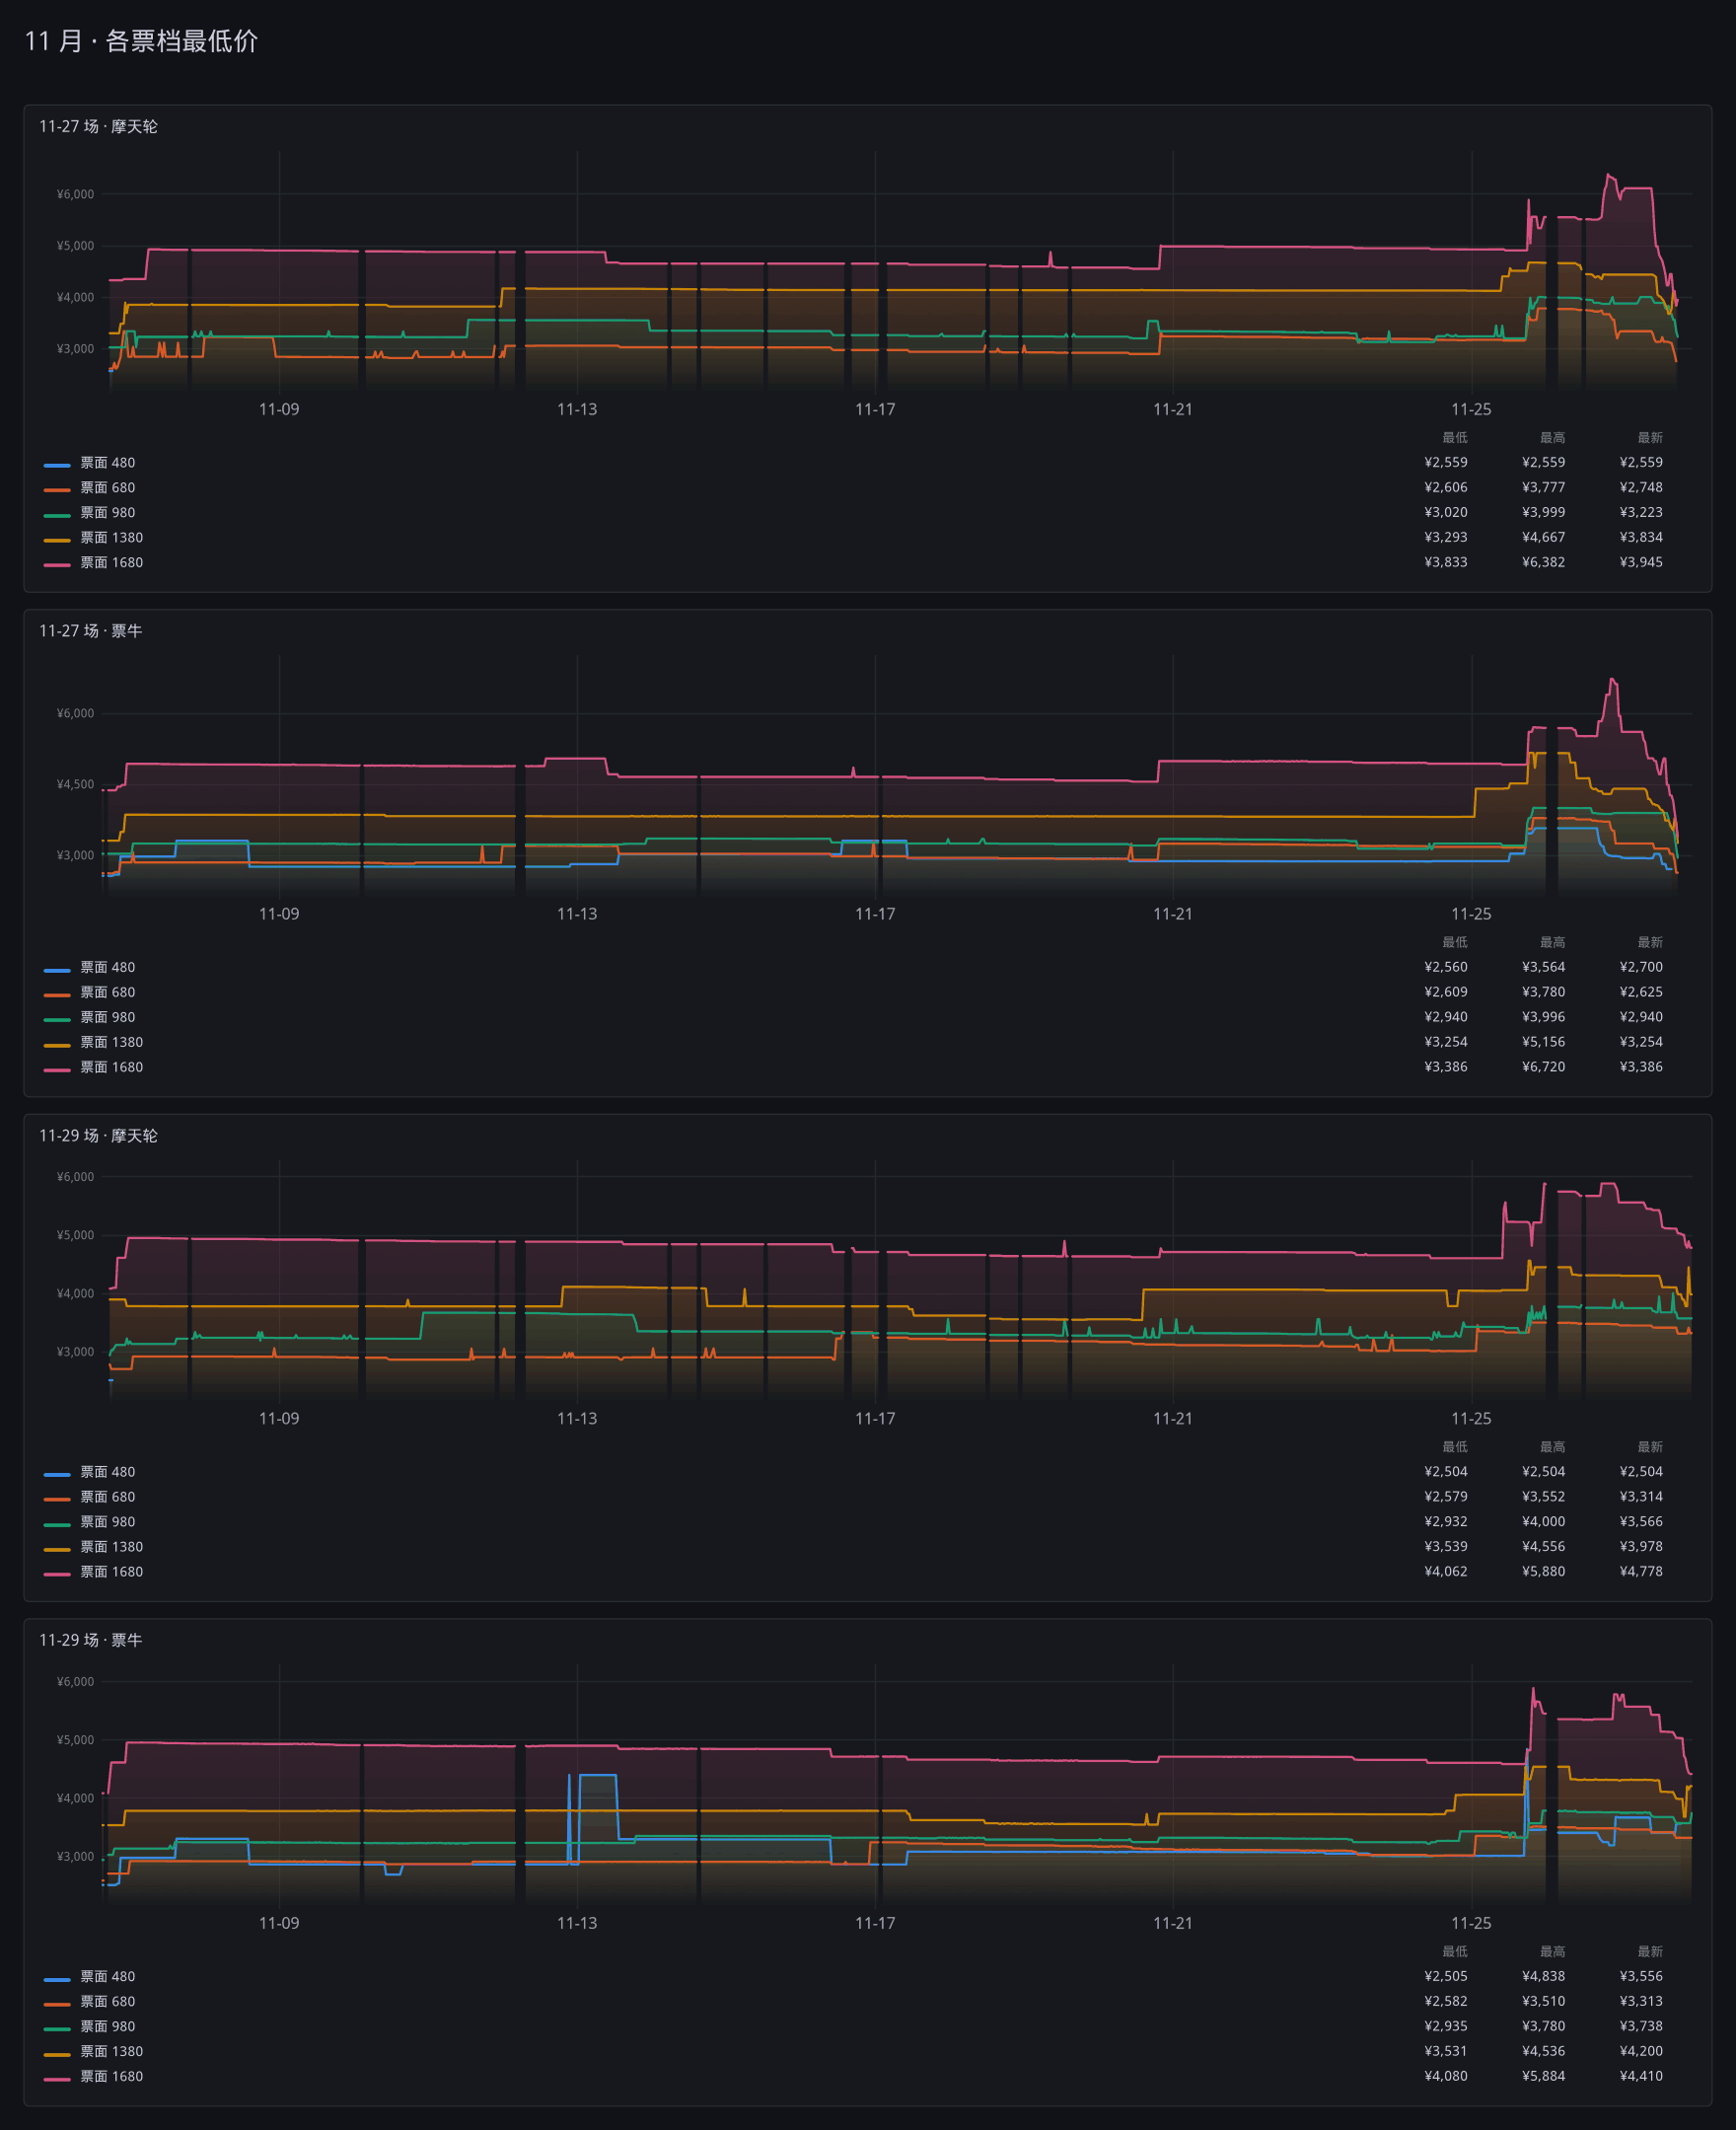 11 月 · 各票档最低价
11-27 场 · 摩天轮
¥6,000
¥5,000
¥4,000
¥3,000
11-09 11-13 11-17 11-21 11-25
最低 最高 最新
票面 480 ¥2,559 ¥2,559 ¥2,559
票面 680 ¥2,606 ¥3,777 ¥2,748
票面 980 ¥3,020 ¥3,999 ¥3,223
票面 1380 ¥3,293 ¥4,667 ¥3,834
票面 1680 ¥3,833 ¥6,382 ¥3,945
11-27 场 · 票牛
¥6,000
¥4,500
¥3,000
11-09 11-13 11-17 11-21 11-25
最低 最高 最新
票面 480 ¥2,560 ¥3,564 ¥2,700
票面 680 ¥2,609 ¥3,780 ¥2,625
票面 980 ¥2,940 ¥3,996 ¥2,940
票面 1380 ¥3,254 ¥5,156 ¥3,254
票面 1680 ¥3,386 ¥6,720 ¥3,386
11-29 场 · 摩天轮
¥6,000
¥5,000
¥4,000
¥3,000
11-09 11-13 11-17 11-21 11-25
最低 最高 最新
票面 480 ¥2,504 ¥2,504 ¥2,504
票面 680 ¥2,579 ¥3,552 ¥3,314
票面 980 ¥2,932 ¥4,000 ¥3,566
票面 1380 ¥3,539 ¥4,556 ¥3,978
票面 1680 ¥4,062 ¥5,880 ¥4,778
11-29 场 · 票牛
¥6,000
¥5,000
¥4,000
¥3,000
11-09 11-13 11-17 11-21 11-25
最低 最高 最新
票面 480 ¥2,505 ¥4,838 ¥3,556
票面 680 ¥2,582 ¥3,510 ¥3,313
票面 980 ¥2,935 ¥3,780 ¥3,738
票面 1380 ¥3,531 ¥4,536 ¥4,200
票面 1680 ¥4,080 ¥5,884 ¥4,410